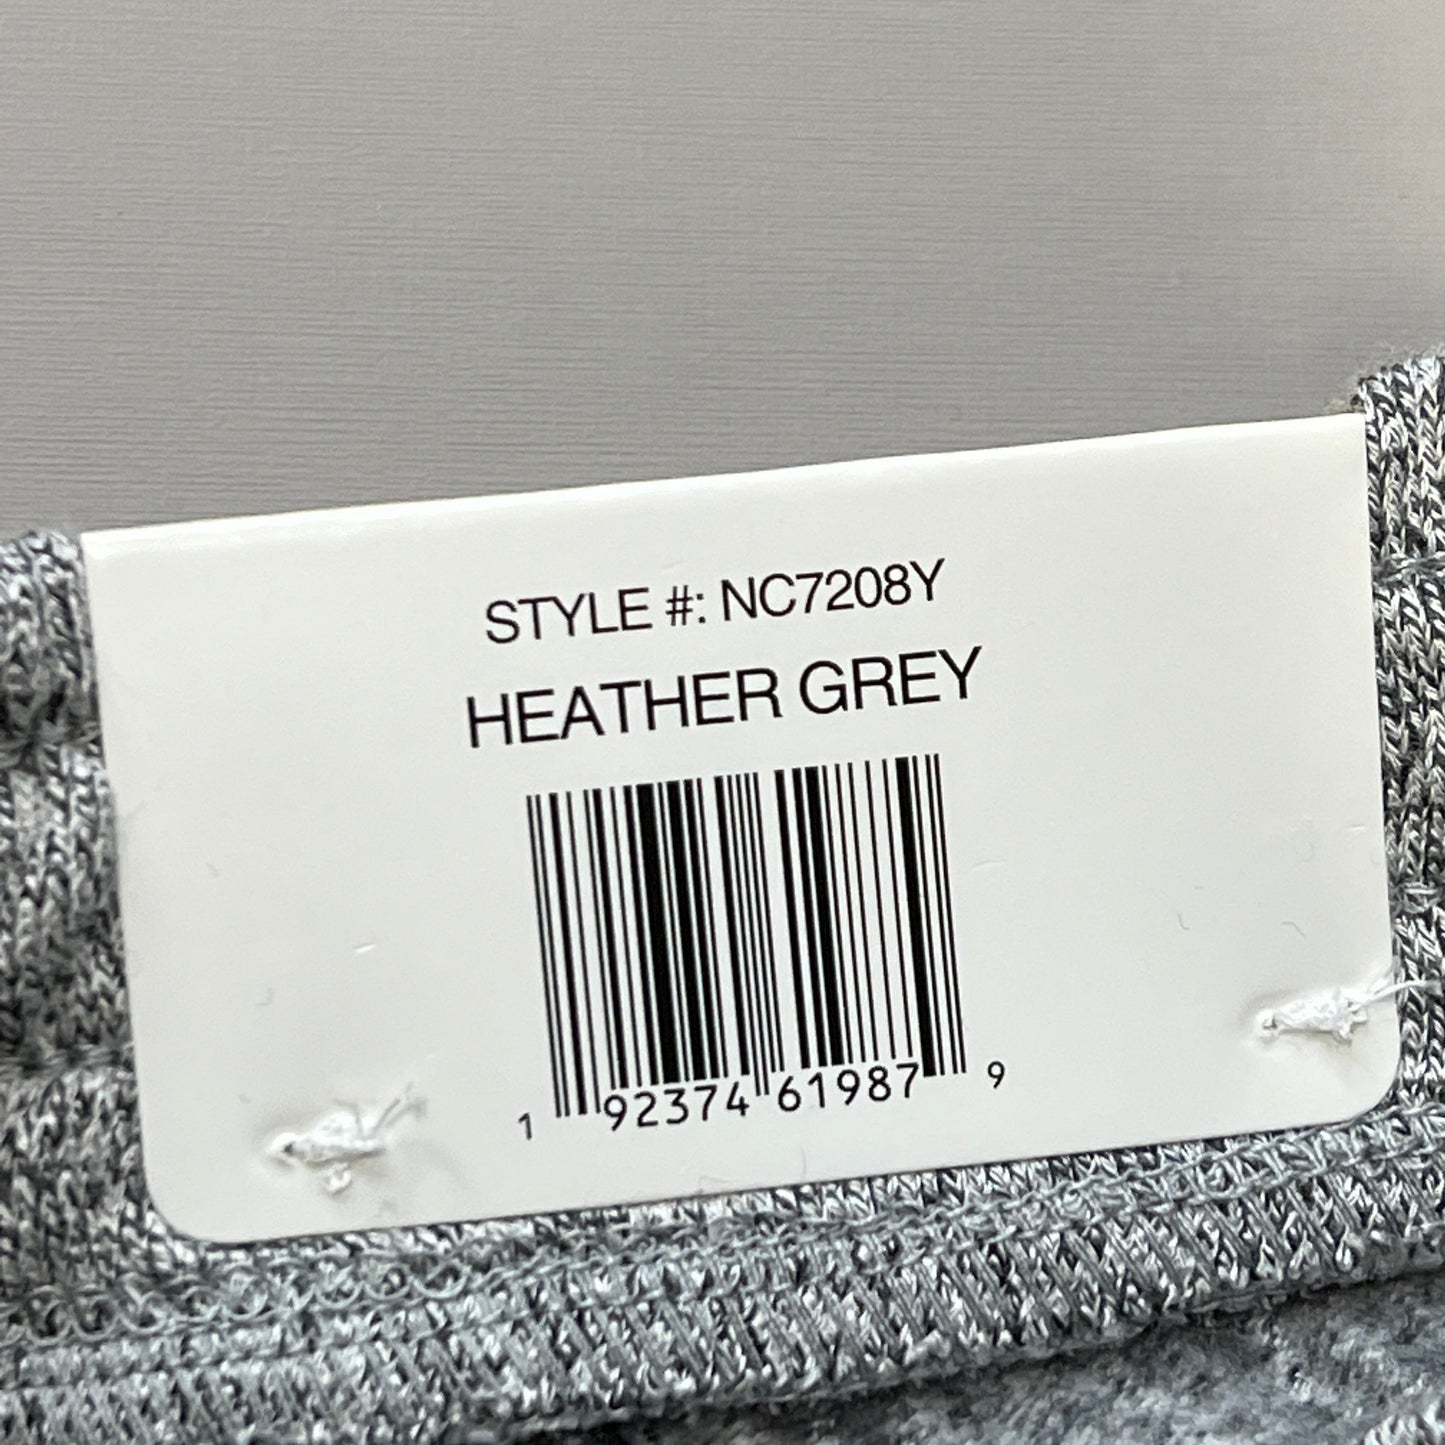 STYLE #: NC7208Y
HEATHER GREY
1 92374 61987 9